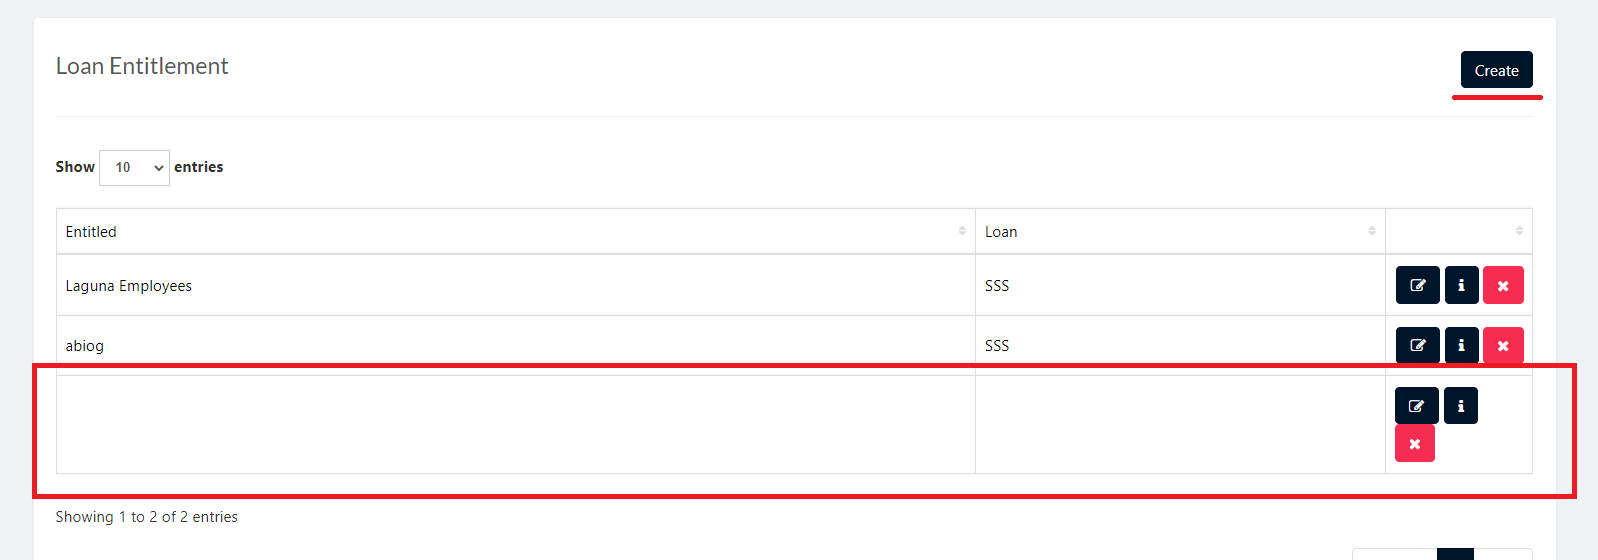 Loan Entitlement
Create
Show 10 entries
Entitled Loan
Laguna Employees SSS
abiog SSS
Showing 1 to 2 of 2 entries